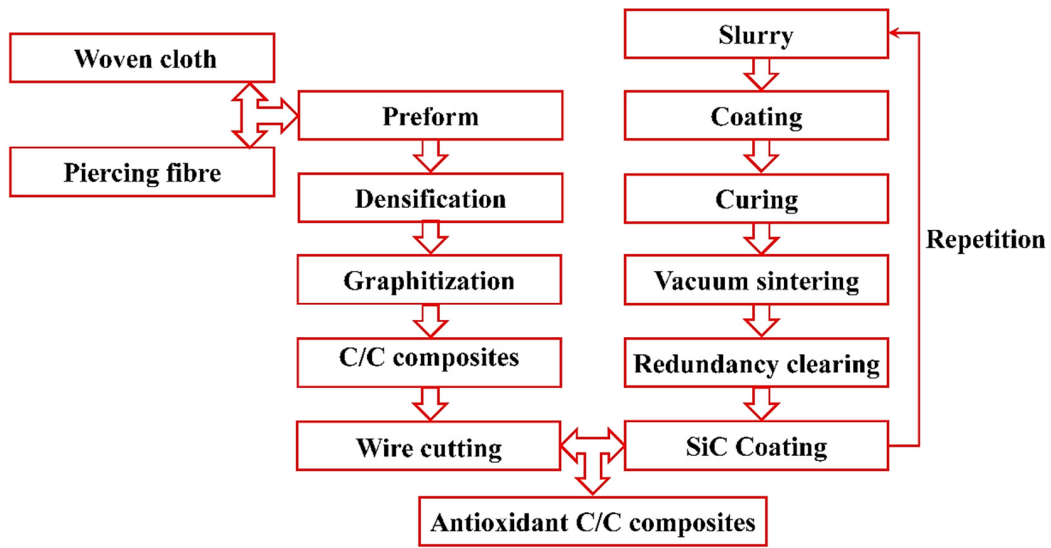 Woven cloth
Piercing fibre
Preform
Densification
Graphitization
C/C composites
Wire cutting
Slurry
Coating
Curing
Vacuum sintering
Redundancy clearing
SiC Coating
Repetition
Antioxidant C/C composites